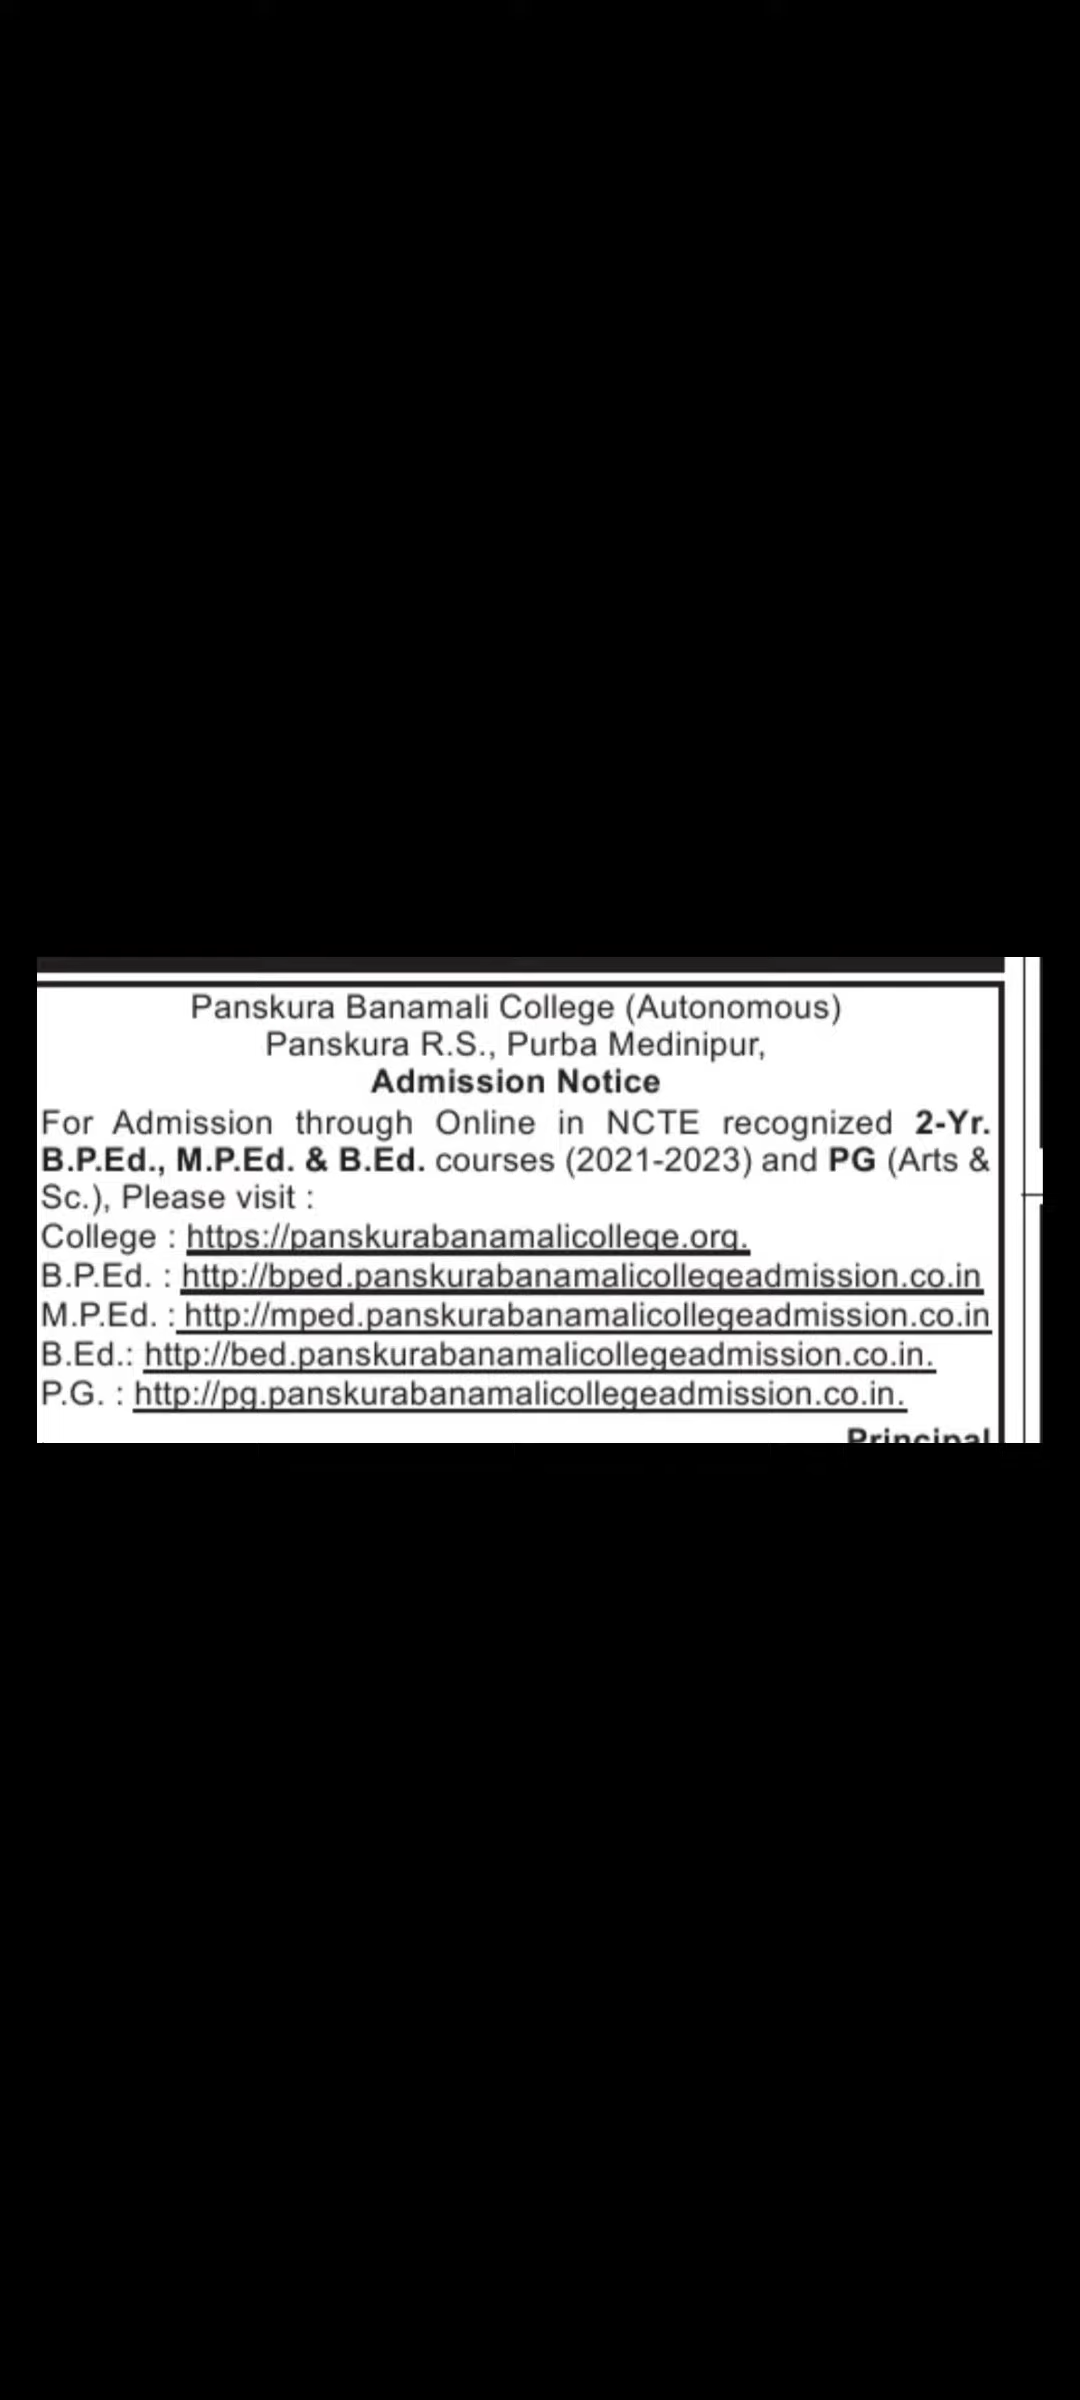 Panskura Banamali College (Autonomous)
Panskura R.S., Purba Medinipur,
Admission Notice
For Admission through Online in NCTE recognized 2-Yr.
B.P.Ed., M.P.Ed. & B.Ed. courses (2021-2023) and PG (Arts &
Sc.), Please visit :
College : https://panskurabanamalicollege.org.
B.P.Ed. : http://bped.panskurabanamalicollegeadmission.co.in
M.P.Ed. : http://mped.panskurabanamalicollegeadmission.co.in
B.Ed.: http://bed.panskurabanamalicollegeadmission.co.in.
P.G. : http://pg.panskurabanamalicollegeadmission.co.in.
Principal